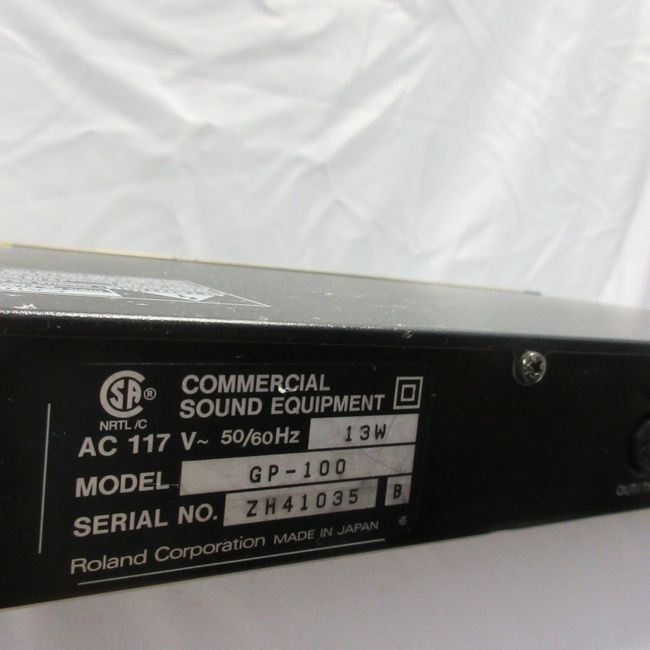 SA ®
NRTL /C
COMMERCIAL
SOUND EQUIPMENT
AC 117 V~ 50/60Hz 13W
MODEL GP-100
SERIAL NO. ZH41035 B
Roland Corporation MADE IN JAPAN